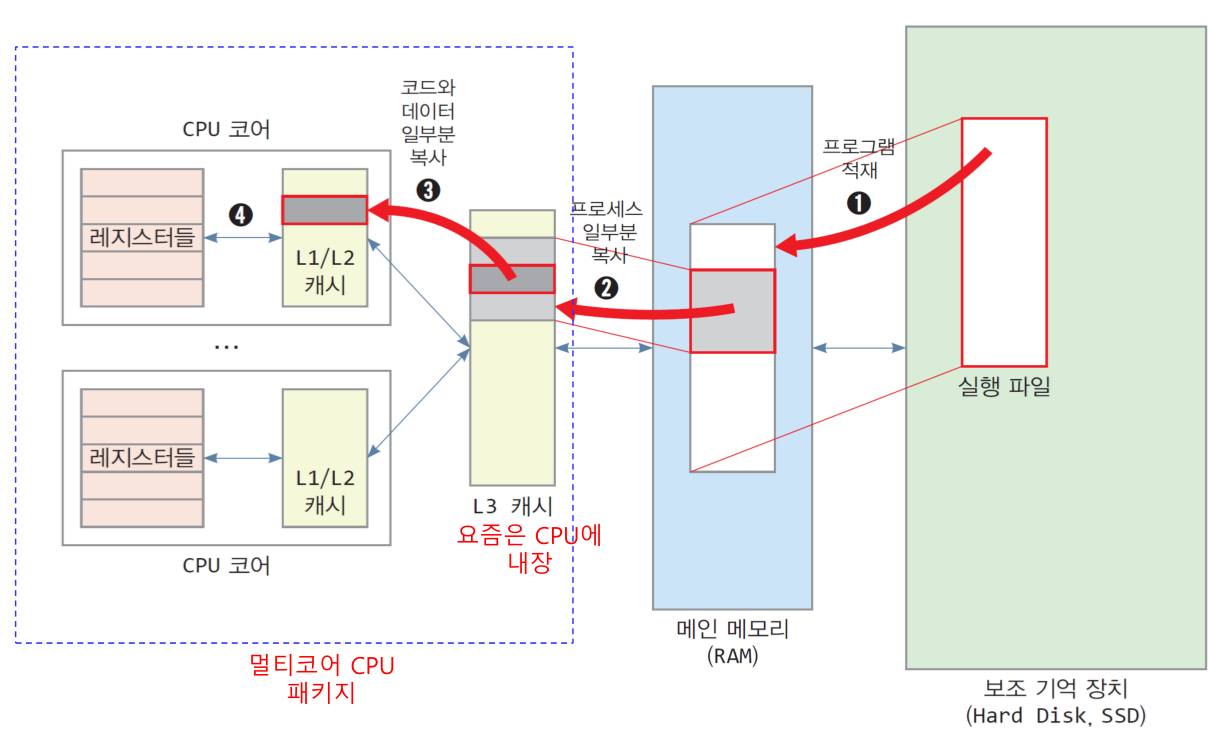 코드와
데이터
일부분
복사
❸
CPU 코어
레지스터들
❹
L1/L2
캐시
...
레지스터들
L1/L2
캐시
CPU 코어
L3 캐시
요즘은 CPU에
내장
멀티코어 CPU
패키지
프로세스
일부분
복사
❷
메인 메모리
(RAM)
프로그램
적재
❶
실행 파일
보조 기억 장치
(Hard Disk, SSD)